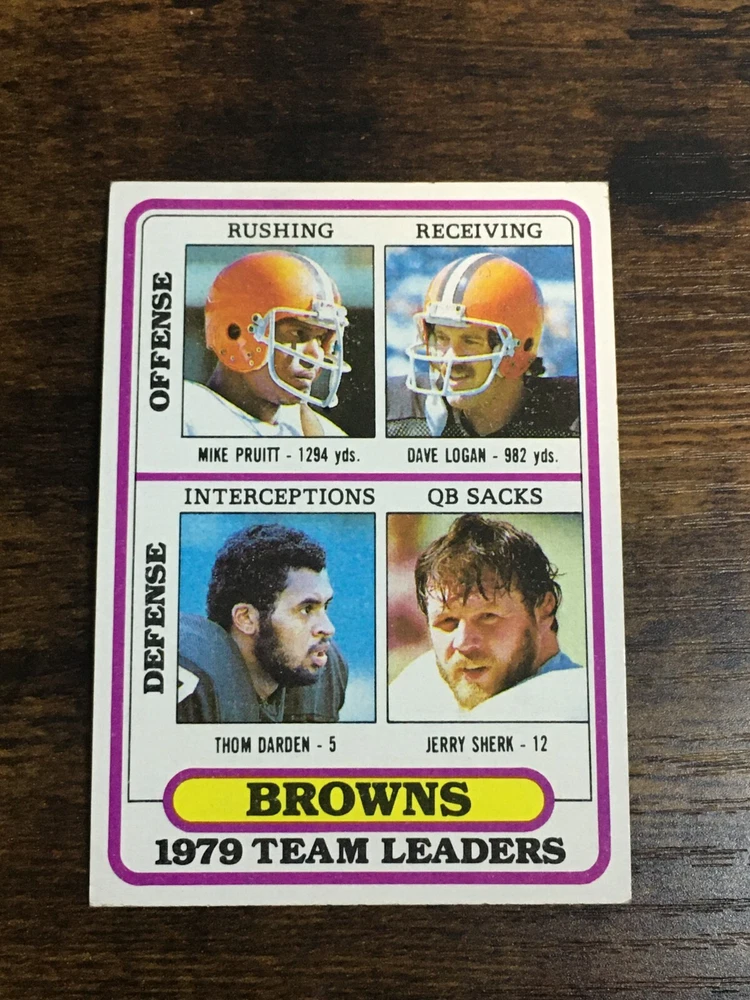 RUSHING RECEIVING
OFFENSE
MIKE PRUITT - 1294 yds. DAVE LOGAN - 982 yds.
INTERCEPTIONS QB SACKS
DEFENSE
THOM DARDEN - 5 JERRY SHERK - 12
BROWNS
1979 TEAM LEADERS